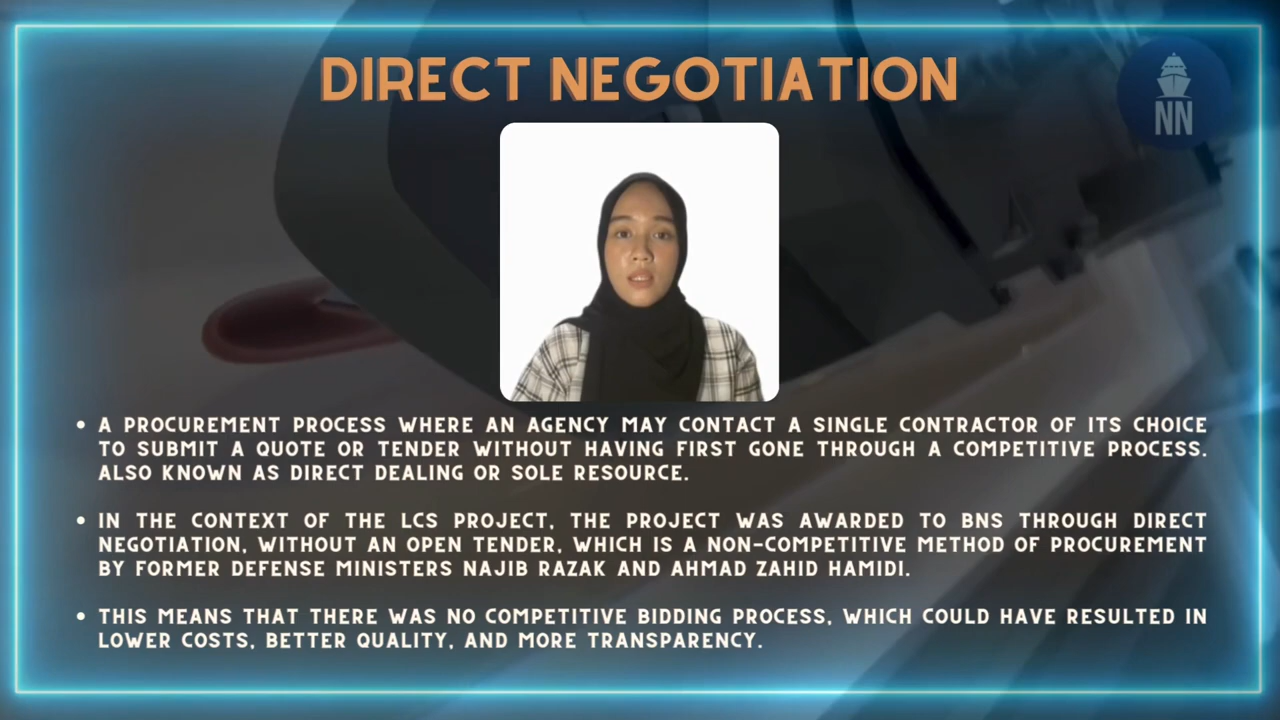 DIRECT NEGOTIATION
NN
• A PROCUREMENT PROCESS WHERE AN AGENCY MAY CONTACT A SINGLE CONTRACTOR OF ITS CHOICE
TO SUBMIT A QUOTE OR TENDER WITHOUT HAVING FIRST GONE THROUGH A COMPETITIVE PROCESS.
ALSO KNOWN AS DIRECT DEALING OR SOLE RESOURCE.
• IN THE CONTEXT OF THE LCS PROJECT, THE PROJECT WAS AWARDED TO BNS THROUGH DIRECT
NEGOTIATION, WITHOUT AN OPEN TENDER, WHICH IS A NON-COMPETITIVE METHOD OF PROCUREMENT
BY FORMER DEFENSE MINISTERS NAJIB RAZAK AND AHMAD ZAHID HAMIDI.
• THIS MEANS THAT THERE WAS NO COMPETITIVE BIDDING PROCESS, WHICH COULD HAVE RESULTED IN
LOWER COSTS, BETTER QUALITY, AND MORE TRANSPARENCY.